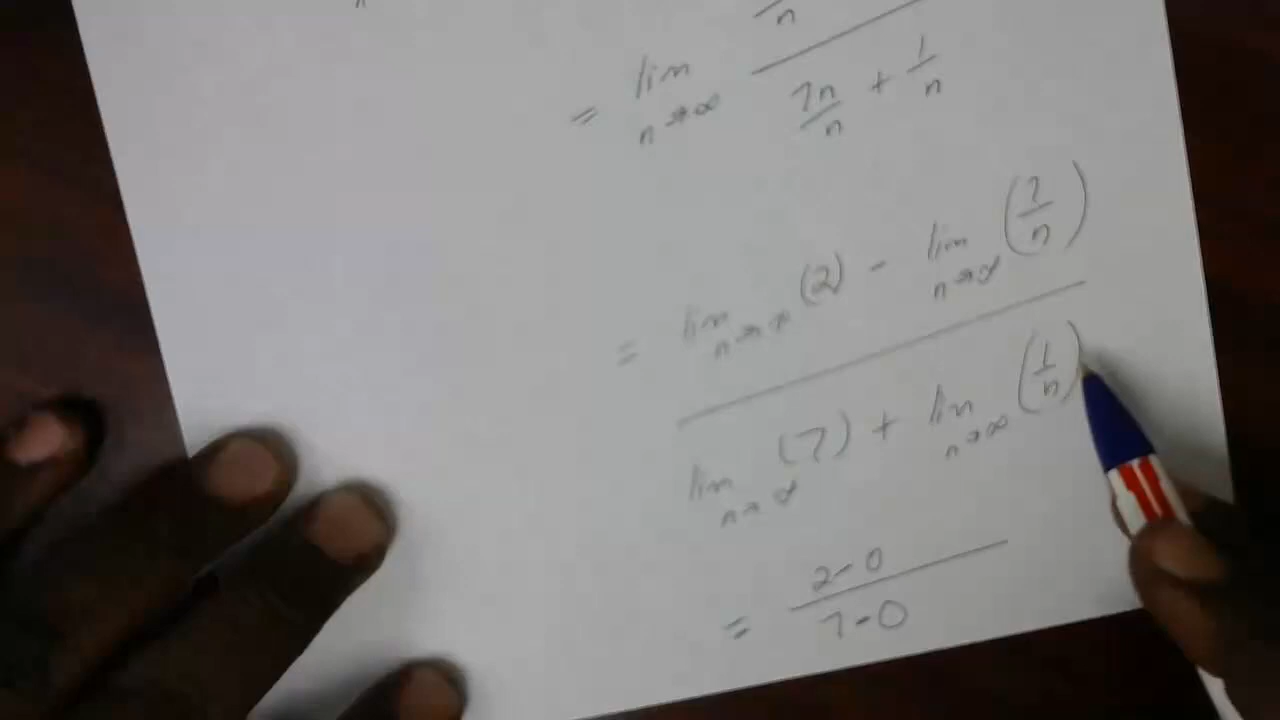 = lim n→∞ /n / 7n/n + 1/n
= lim n→∞ (2) - lim n→∞ (7/n)
lim n→∞ (7) + lim n→∞ (1/n)
= 2-0 / 7-0